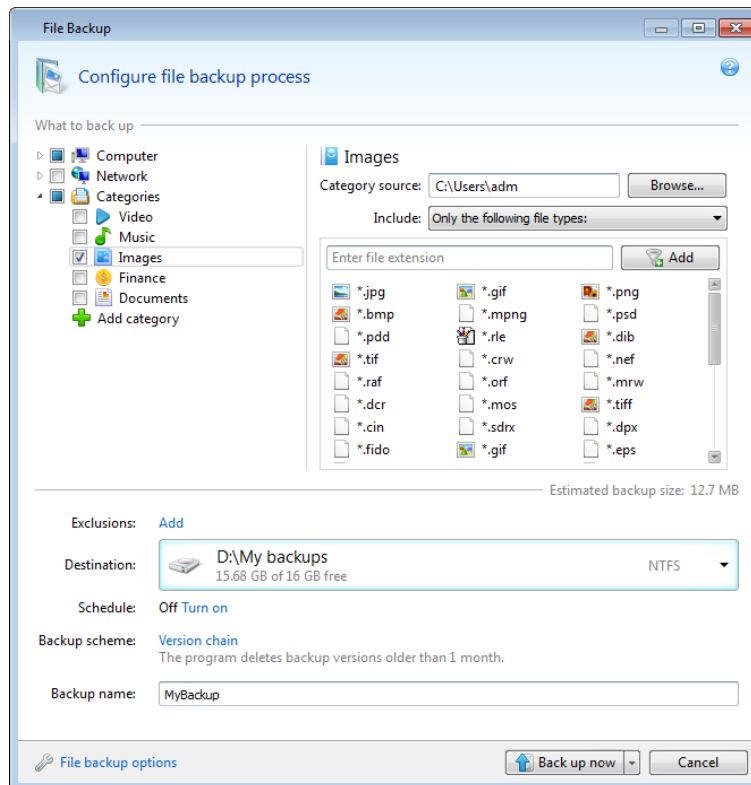 File Backup
Configure file backup process
What to back up
Computer
Network
Categories
Video
Music
Images
Finance
Documents
Add category
Images
Category source: C:\Users\adm Browse...
Include: Only the following file types:
Enter file extension Add
*.jpg *.gif *.png
*.bmp *.mpng *.psd
*.pdd *.rle *.dib
*.tif *.crw *.nef
*.raf *.orf *.mrw
*.dcr *.mos *.tiff
*.cin *.sdrx *.dpx
*.fido *.gif *.eps
Estimated backup size: 12.7 MB
Exclusions: Add
Destination: D:\My backups NTFS
15.68 GB of 16 GB free
Schedule: Off Turn on
Backup scheme: Version chain
The program deletes backup versions older than 1 month.
Backup name: MyBackup
File backup options Back up now Cancel